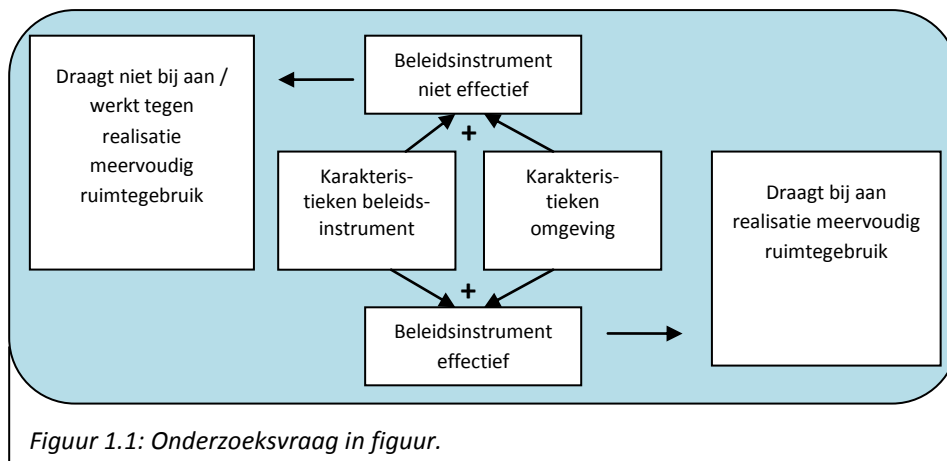 Draagt niet bij aan /
werkt tegen
realisatie
meervoudig
ruimtegebruik
Beleidsinstrument
niet effectief
+
Karakteris-
tieken beleids-
instrument
Karakteris-
tieken
omgeving
+
Beleidsinstrument
effectief
Draagt bij aan
realisatie meervoudig
ruimtegebruik
Figuur 1.1: Onderzoeksvraag in figuur.